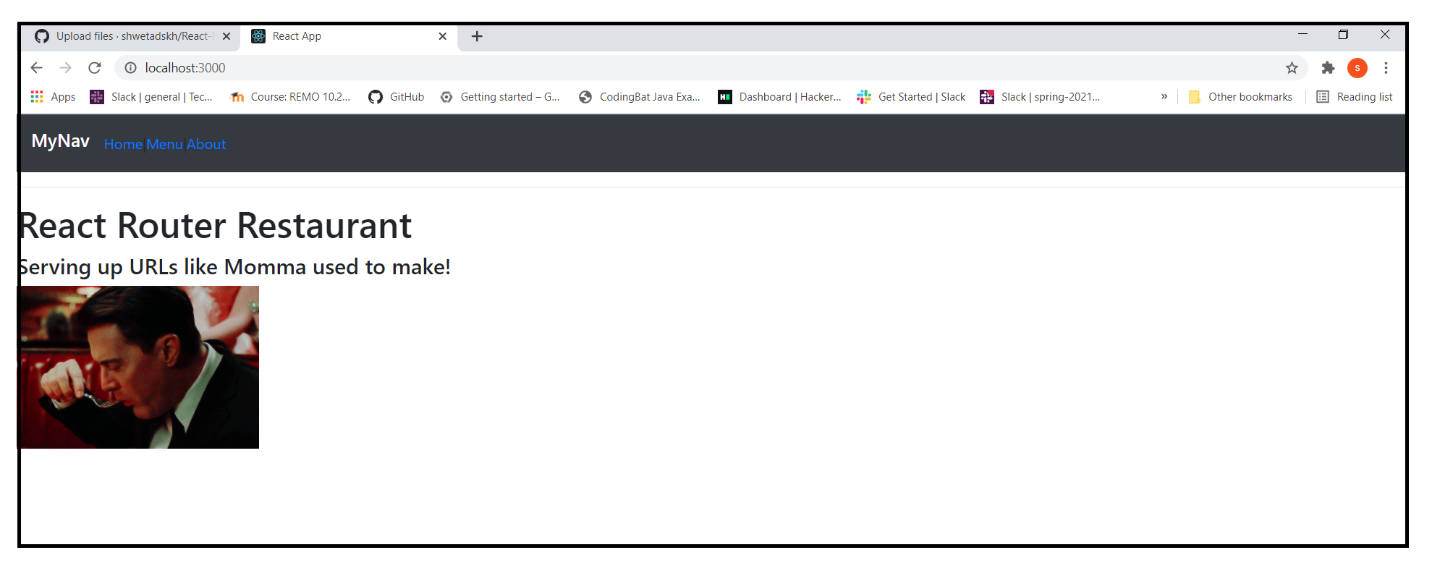 Upload files · shwetadskh/React-
React App
localhost:3000
S
Apps Slack | general | Tec... Course: REMO 10.2... GitHub Getting started – G... CodingBat Java Exa... Dashboard | Hacker... Get Started | Slack Slack | spring-2021... » Other bookmarks Reading list
MyNav Home Menu About
React Router Restaurant
Serving up URLs like Momma used to make!